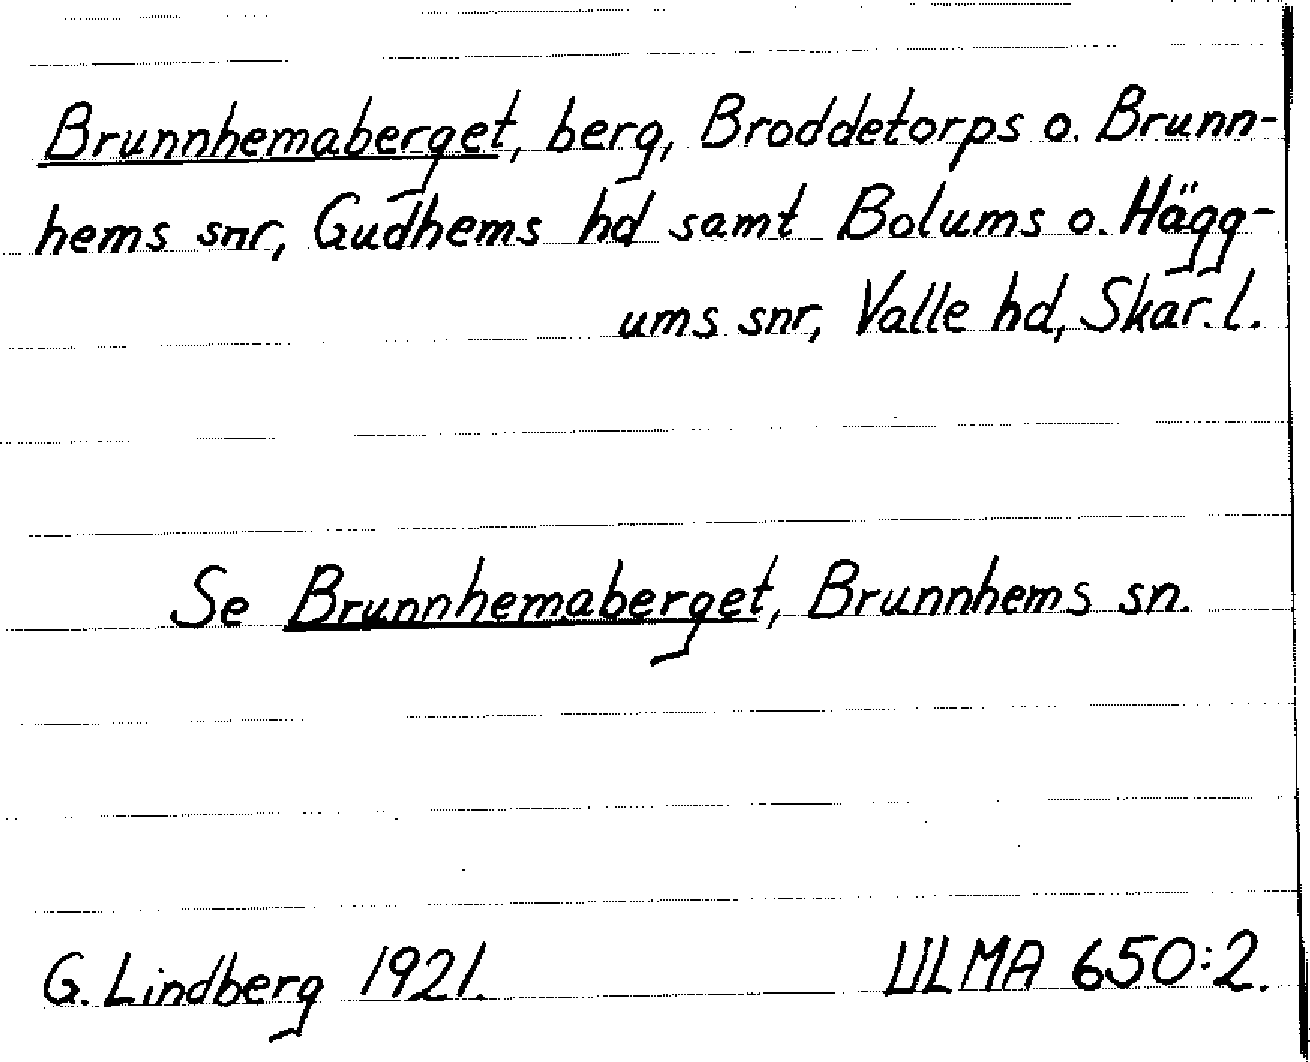 Brunnhemaberget, berg, Broddetorps o. Brunn-
hems snr, Gudhems hd samt Bolums o. Hägg-
ums snr, Valle hd, Skar. l.
Se Brunnhemaberget, Brunnhems sn.
G. Lindberg 1921. ULMA 650:2.